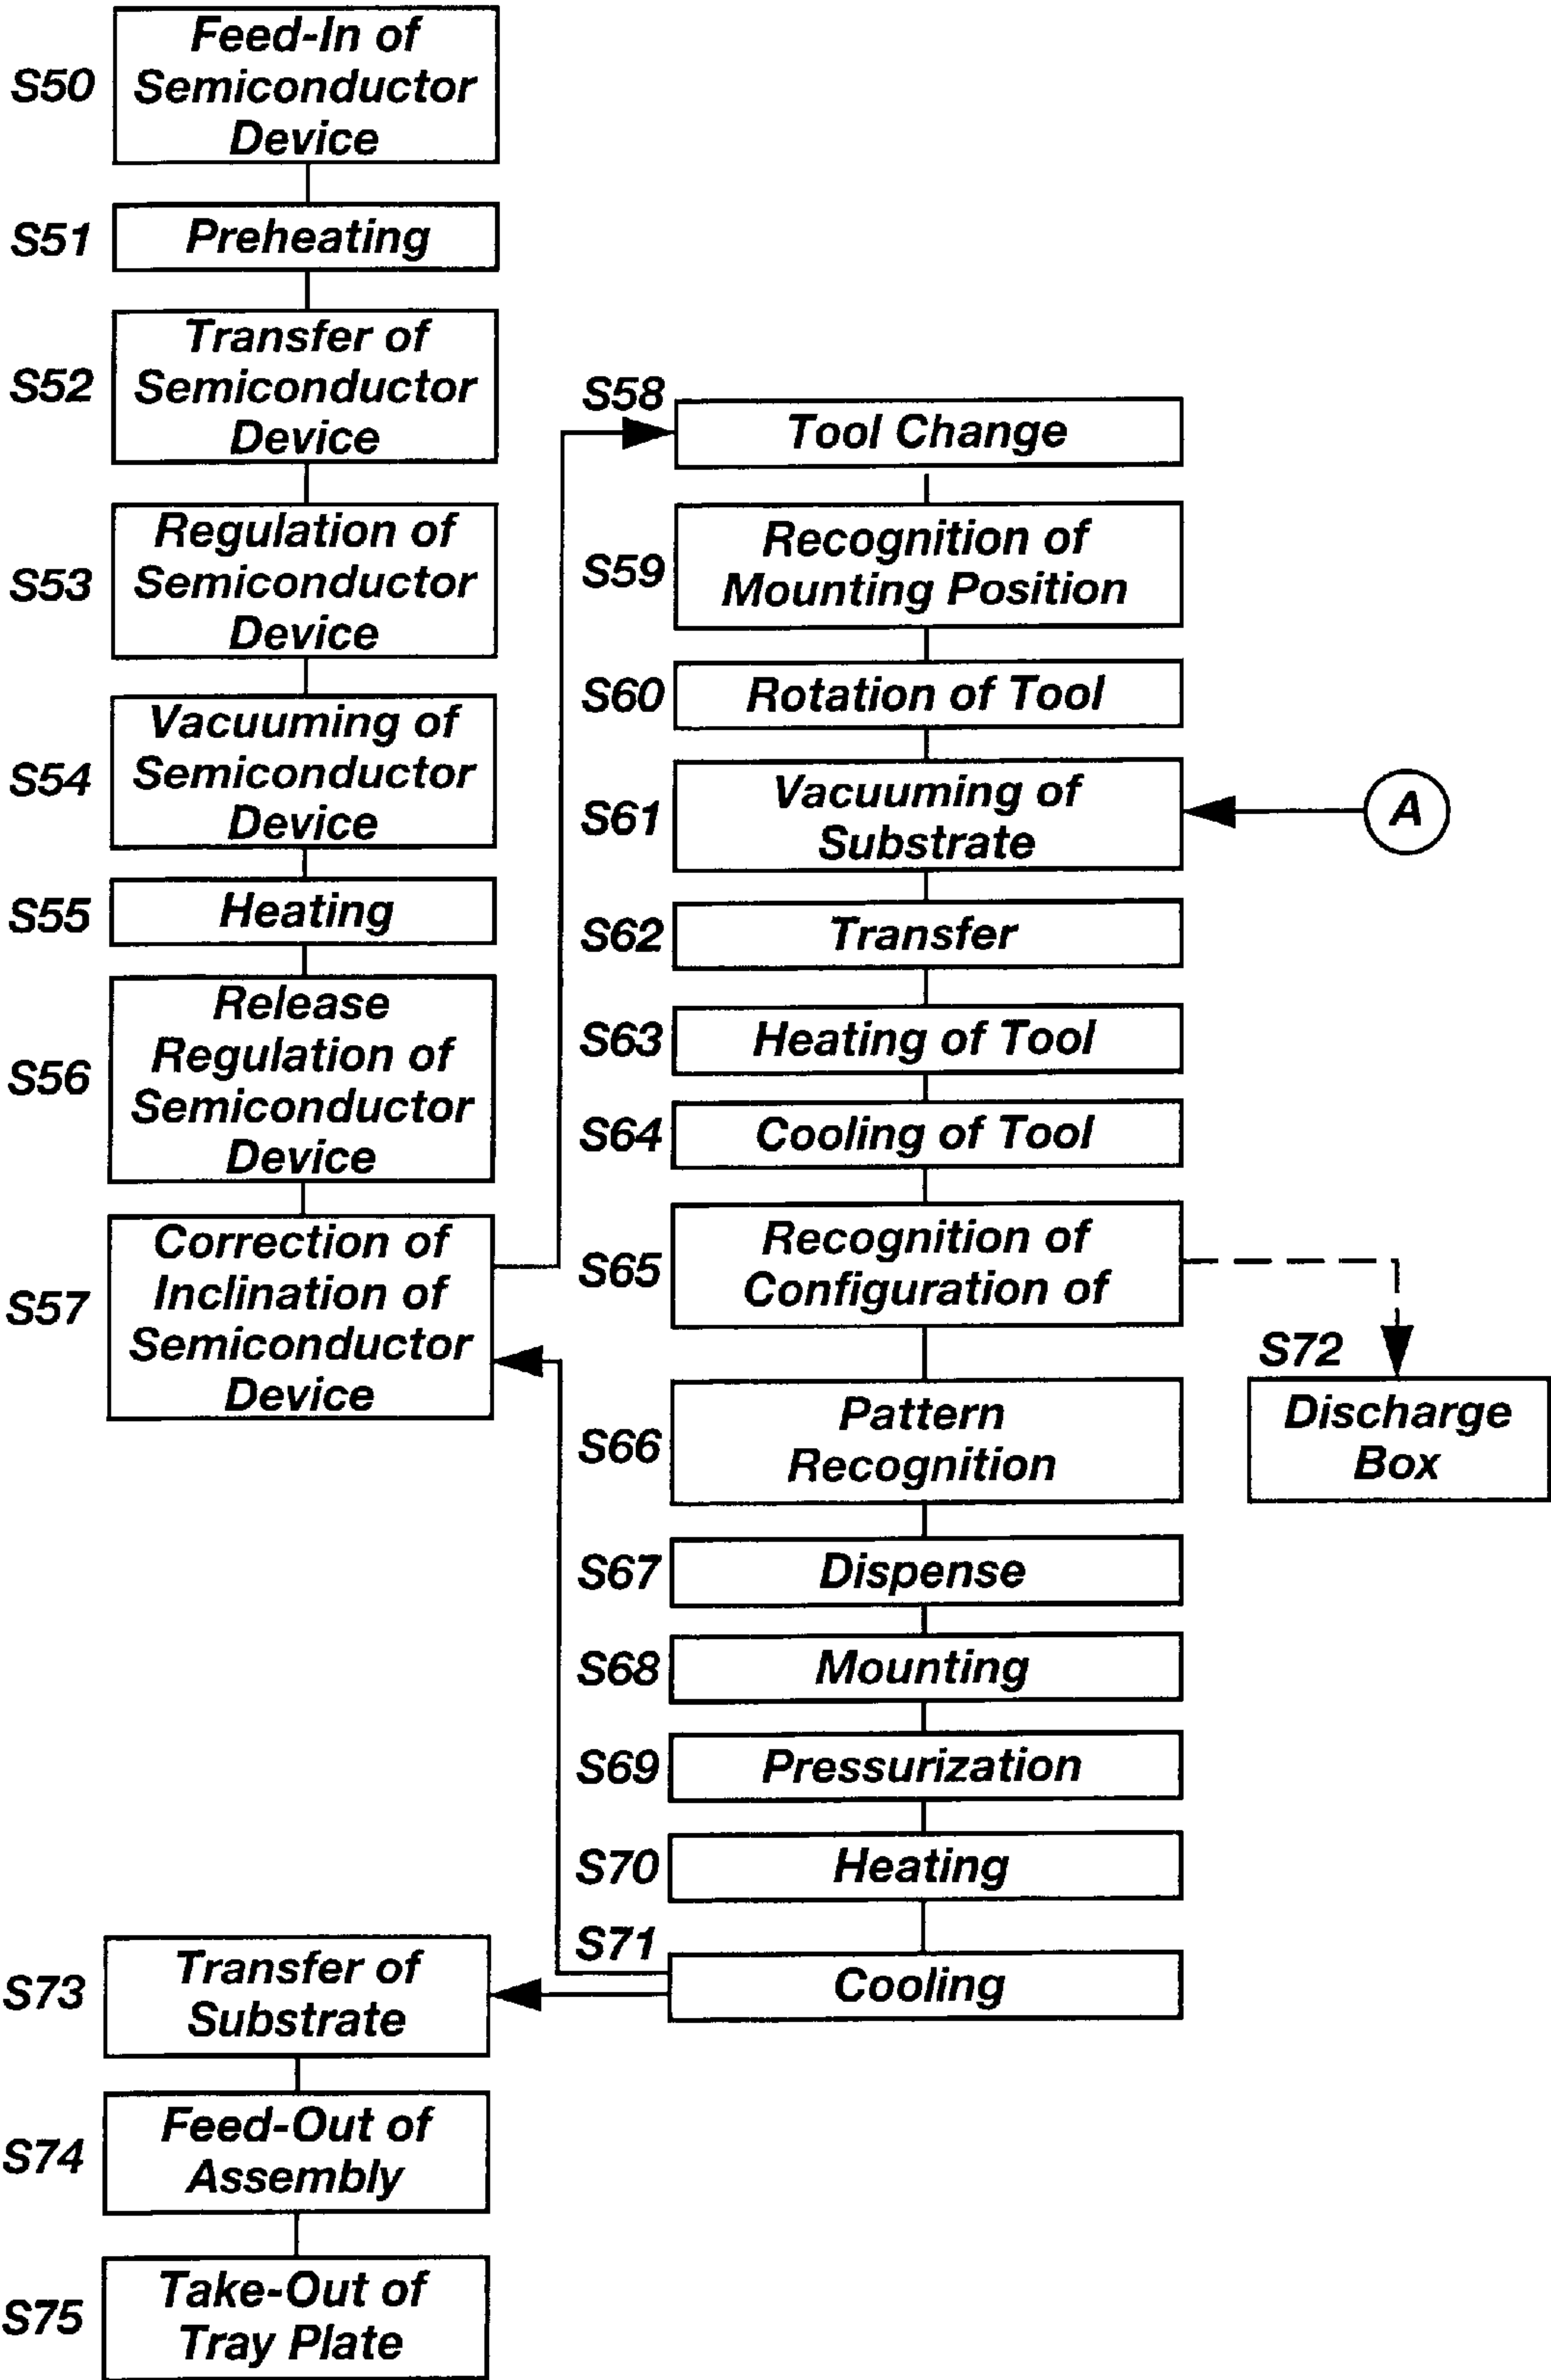 S50
Feed-In of
Semiconductor
Device
S51
Preheating
S52
Transfer of
Semiconductor
Device
S53
Regulation of
Semiconductor
Device
S54
Vacuuming of
Semiconductor
Device
S55
Heating
S56
Release
Regulation of
Semiconductor
Device
S57
Correction of
Inclination of
Semiconductor
Device
S58
Tool Change
S59
Recognition of
Mounting Position
S60
Rotation of Tool
S61
Vacuuming of
Substrate
A
S62
Transfer
S63
Heating of Tool
S64
Cooling of Tool
S65
Recognition of
Configuration of
S72
Discharge
Box
S66
Pattern
Recognition
S67
Dispense
S68
Mounting
S69
Pressurization
S70
Heating
S71
Cooling
S73
Transfer of
Substrate
S74
Feed-Out of
Assembly
S75
Take-Out of
Tray Plate